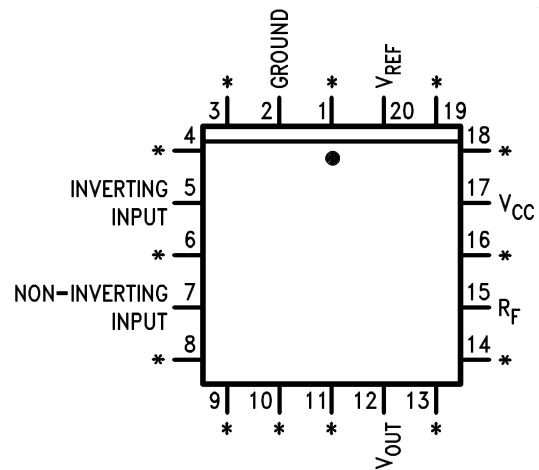 * GROUND * VREF *
3 2 1 20 19
* 4 18 *
INVERTING
INPUT 5 17 VCC
* 6 16 *
NON-INVERTING
INPUT 7 15 RF
* 8 14 *
9 10 11 12 13
* * * VOUT *